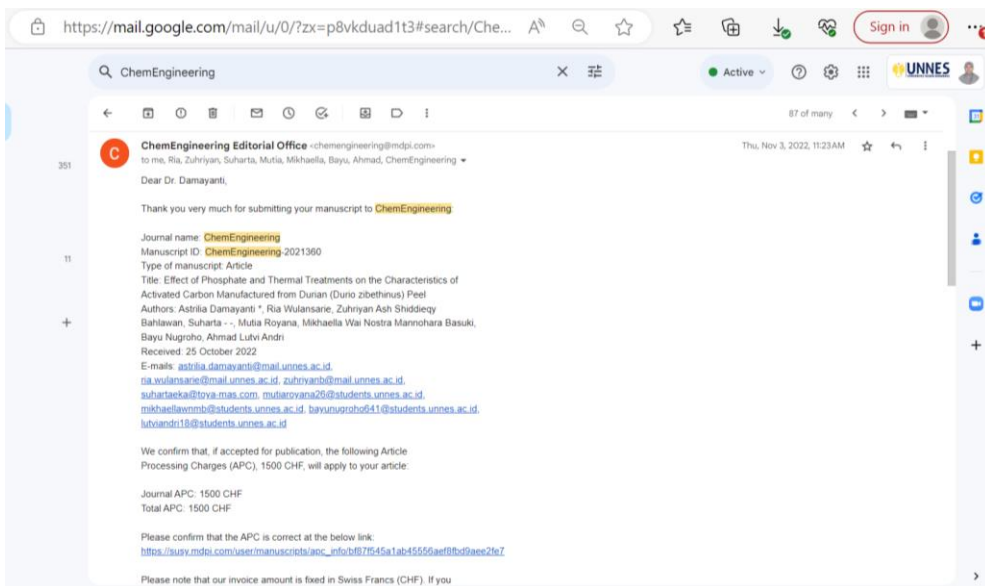 https://mail.google.com/mail/u/0/?zx=p8vkduad1t3#search/Che...
Sign in
ChemEngineering
Active
UNNES
87 of many
ChemEngineering Editorial Office <chemengineering@mdpi.com>
Thu, Nov 3, 2022, 11:23 AM
to me, Ria, Zuhriyan, Suharta, Mutia, Mikhaella, Bayu, Ahmad, ChemEngineering
351
Dear Dr. Damayanti,
Thank you very much for submitting your manuscript to ChemEngineering:
Journal name: ChemEngineering
Manuscript ID: ChemEngineering-2021360
11
Type of manuscript: Article
Title: Effect of Phosphate and Thermal Treatments on the Characteristics of
Activated Carbon Manufactured from Durian (Durio zibethinus) Peel
Authors: Astrilia Damayanti *, Ria Wulansarie, Zuhriyan Ash Shiddieqy
Bahlawan, Suharta - -, Mutia Royana, Mikhaella Wai Nostra Mannohara Basuki,
Bayu Nugroho, Ahmad Lutvi Andri
Received: 25 October 2022
E-mails: astrilia.damayanti@mail.unnes.ac.id,
ria.wulansarie@mail.unnes.ac.id, zuhriyanb@mail.unnes.ac.id,
suhartaeka@toya-mas.com, mutiaroyana26@students.unnes.ac.id,
mikhaellawnmb@students.unnes.ac.id, bayunugroho641@students.unnes.ac.id,
lutviandri18@students.unnes.ac.id
We confirm that, if accepted for publication, the following Article
Processing Charges (APC), 1500 CHF, will apply to your article:
Journal APC: 1500 CHF
Total APC: 1500 CHF
Please confirm that the APC is correct at the below link:
https://susy.mdpi.com/user/manuscripts/apc_info/bf87f545a1ab45556aef8fbd9aee2fe7
Please note that our invoice amount is fixed in Swiss Francs (CHF). If you